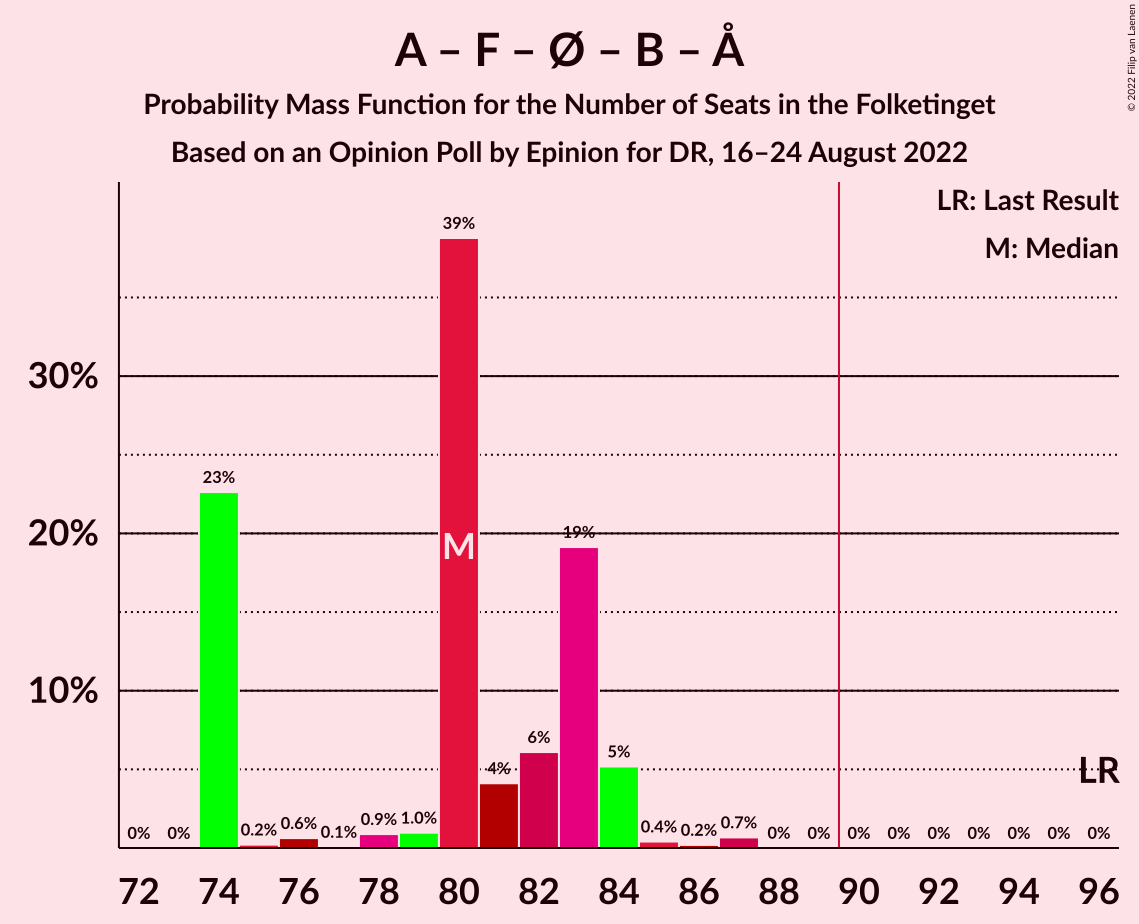 A – F – Ø – B – Å
Probability Mass Function for the Number of Seats in the Folketinget
Based on an Opinion Poll by Epinion for DR, 16–24 August 2022
© 2022 Filip van Laenen
LR: Last Result
M: Median
30%
20%
10%
0% 0% 23% 0.2% 0.6% 0.1% 0.9% 1.0% 39% 4% 6% 19% 5% 0.4% 0.2% 0.7% 0% 0% 0% 0% 0% 0% 0% 0% 0%
M
LR
72 74 76 78 80 82 84 86 88 90 92 94 96